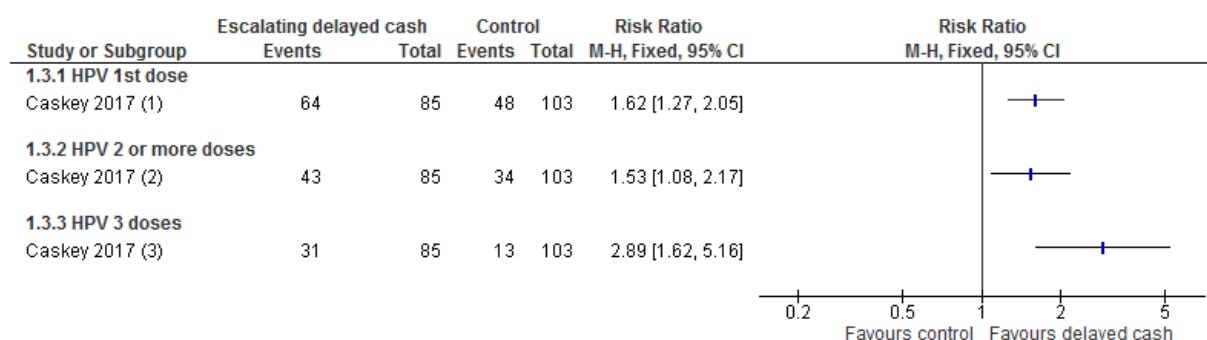 Escalating delayed cash Control Risk Ratio Risk Ratio
Study or Subgroup Events Total Events Total M-H, Fixed, 95% CI M-H, Fixed, 95% CI
1.3.1 HPV 1st dose
Caskey 2017 (1) 64 85 48 103 1.62 [1.27, 2.05]
1.3.2 HPV 2 or more doses
Caskey 2017 (2) 43 85 34 103 1.53 [1.08, 2.17]
1.3.3 HPV 3 doses
Caskey 2017 (3) 31 85 13 103 2.89 [1.62, 5.16]
0.2 0.5 1 2 5
Favours control Favours delayed cash